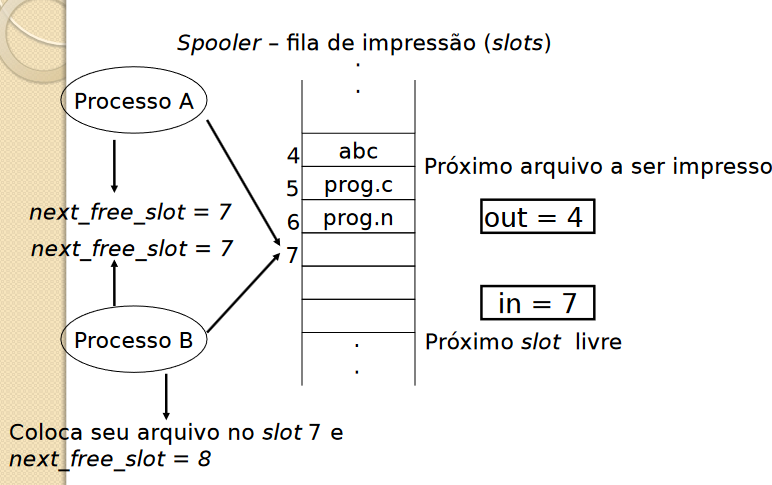 Spooler – fila de impressão (slots)
Processo A
4 abc
Próximo arquivo a ser impresso
5 prog.c
next_free_slot = 7
6 prog.n
out = 4
next_free_slot = 7
7
in = 7
Processo B
Próximo slot livre
Coloca seu arquivo no slot 7 e
next_free_slot = 8